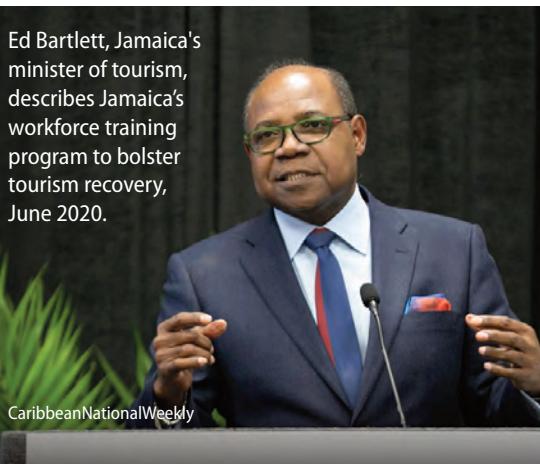 Ed Bartlett, Jamaica's
minister of tourism,
describes Jamaica’s
workforce training
program to bolster
tourism recovery,
June 2020.
CaribbeanNationalWeekly